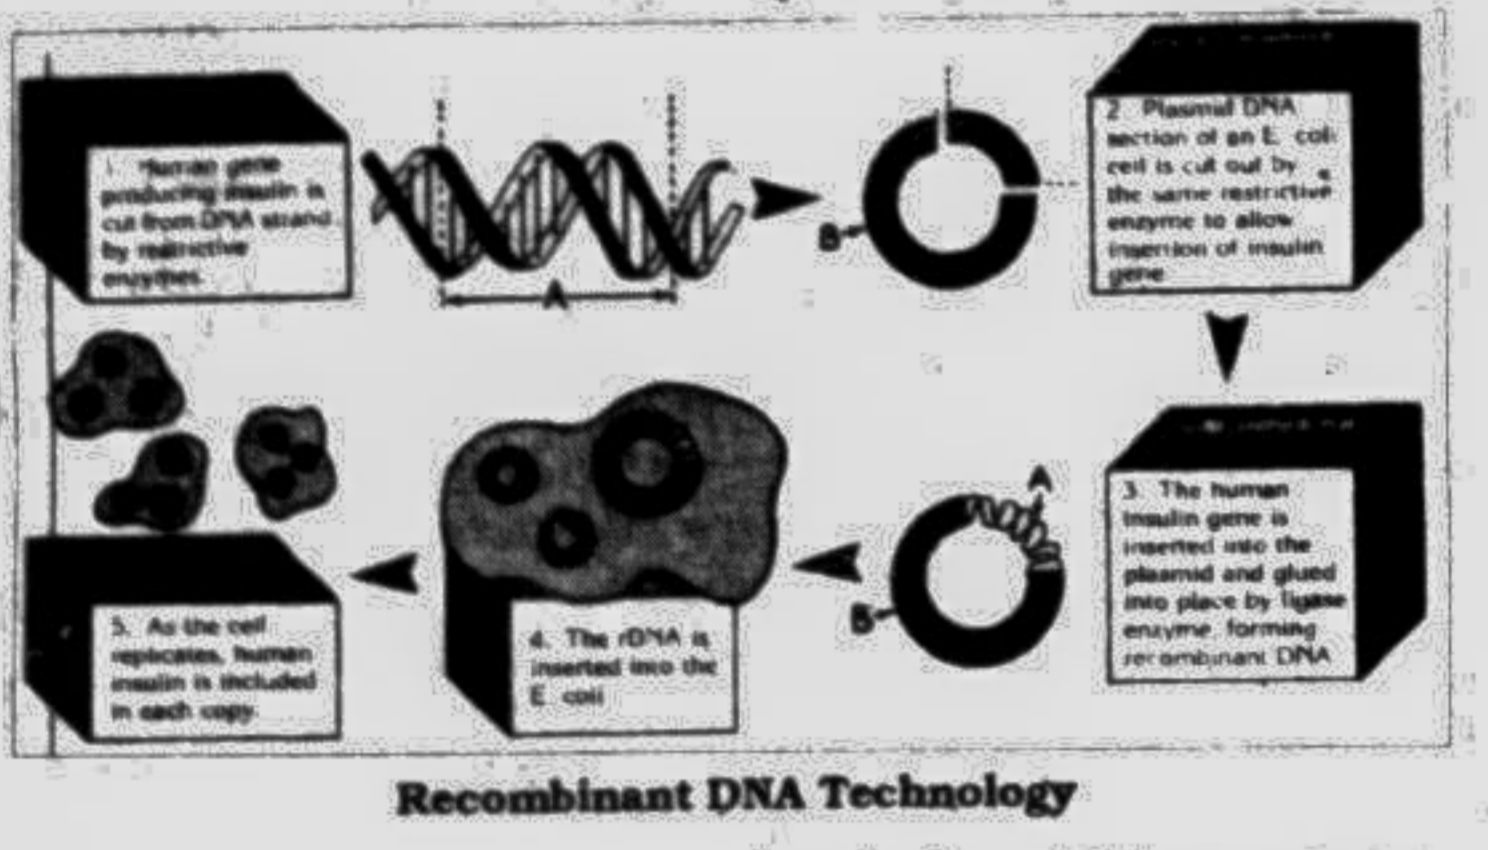 1. Human gene
producing insulin is
cut from DNA strand
by restrictive
enzymes.
A
B
2. Plasmid DNA
section of an E. coli
cell is cut out by
the same restrictive
enzyme to allow
insertion of insulin
gene
3. The human
insulin gene is
inserted into the
plasmid and glued
into place by ligase
enzyme, forming
recombinant DNA
A
B
4. The rDNA is
inserted into the
E. coli
5. As the cell
replicates, human
insulin is included
in each copy.
Recombinant DNA Technology